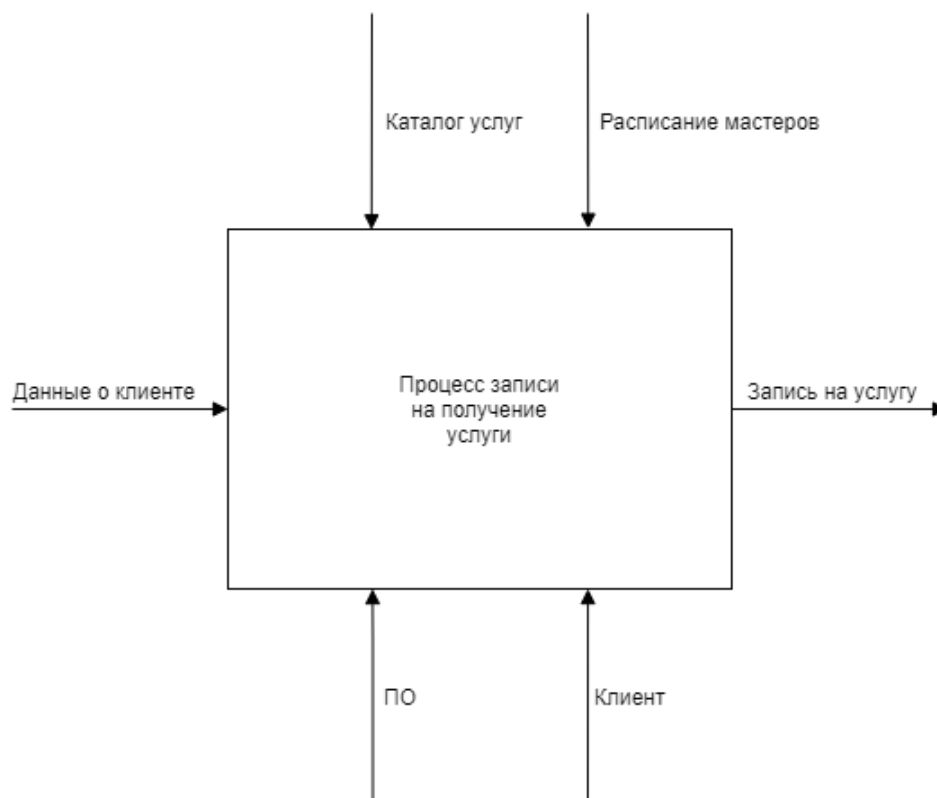 Каталог услуг
Расписание мастеров
Данные о клиенте
Процесс записи
на получение
услуги
Запись на услугу
ПО
Клиент